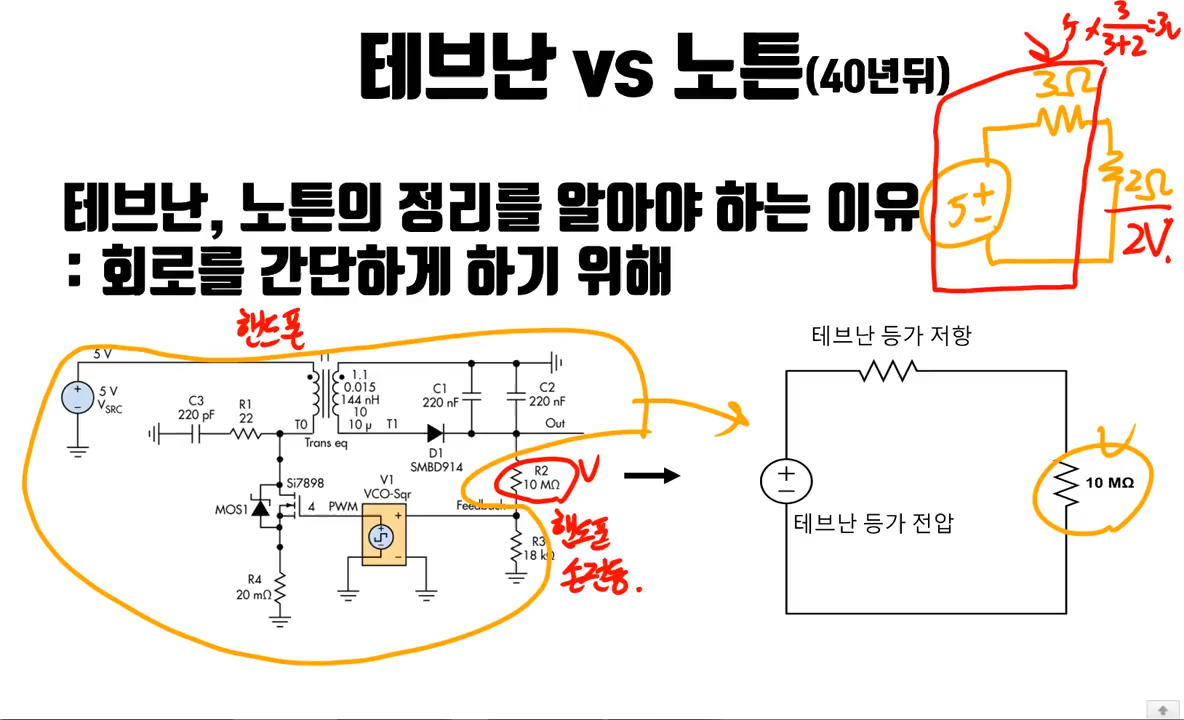 테브난 vs 노튼(40년뒤)
5 × 3/(3+2) = 3V
3Ω
5
+
−
2Ω
2V.
테브난, 노튼의 정리를 알아야 하는 이유
: 회로를 간단하게 하기 위해
핸드폰
5 V
5 V
VSRC
C3
220 pF
R1
22
T0
1.1
0.015
144 nH
10
10 µ
Trans eq
T1
D1
SMBD914
C1
220 nF
C2
220 nF
Out
R2
10 MΩ
V
Si7898
MOS1
4
PWM
V1
VCO-Sqr
+
−
Feedback
R3
18 kΩ
R4
20 mΩ
핸드폰
손전등.
테브난 등가 저항
+
−
테브난 등가 전압
10 MΩ